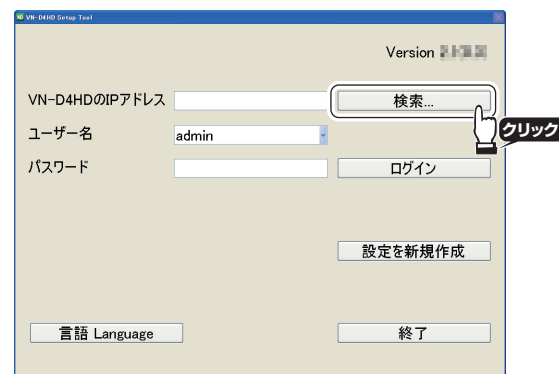 VN-D4HD Setup Tool
Version
VN-D4HDのIPアドレス
検索...
クリック
ユーザー名
admin
パスワード
ログイン
設定を新規作成
言語 Language
終了